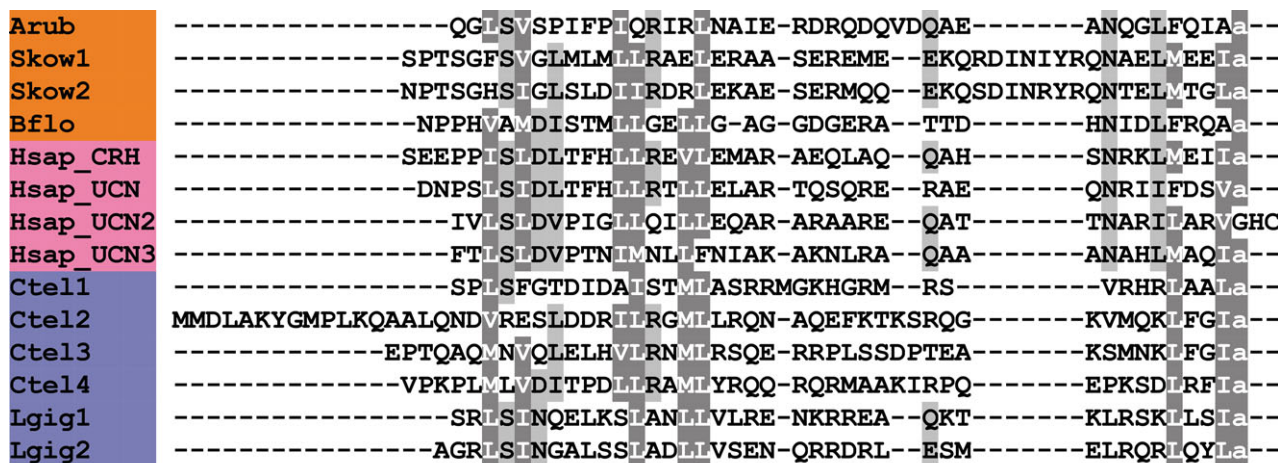 Arub -----------------QGLSVSPIFPIQRIRLNAIE-RDRQDQVDQAE-------ANQGLFQIAa
Skow1 --------------SPTSGFSVGLMLMLLRAELERAA-SEREME--EKQRDINIYRQNAELMEEIa
Skow2 --------------NPTSGHSIGLSLDIIRDRLEKAE-SERMQQ--EKQSDINRYRQNTELMTGLa
Bflo ---------------NPPHVAMDISTMLLGELLG-AG-GDGERA--TTD-------HNIDLFRQAa
Hsap_CRH --------------SEEPPISLDLTFHLLREVLEMAR-AEQLAQ--QAH-------SNRKLMEIIa
Hsap_UCN ---------------DNPSLSIDLTFHLLRTLLELAR-TQSQRE--RAE-------QNRIIFDSVa
Hsap_UCN2 -----------------IVLSLDVPIGLLQILLEQAR-ARAARE--QAT-------TNARILARVGHC
Hsap_UCN3 -----------------FTLSLDVPTNIMNLLFNIAK-AKNLRA--QAA-------ANAHLMAQIa
Ctel1 -----------------SPLSFGTDIDAISTMLASRRMGKHGRM--RS---------VRHRLAALa
Ctel2 MMDLAKYGMPLKQAALQNDVRESLDDRILRGMLLRQN-AQEFKTKSRQG-------KVMQKLFGIa
Ctel3 -------------EPTQAQMNVQLELHVLRNMLRSQE-RRPLSSDPTEA-------KSMNKLFGIa
Ctel4 --------------VPKPLMLVDITPDLLRAMLYRQQ-RQRMAAKIRPQ-------EPKSDLRFIa
Lgig1 -----------------SRLSINQELKSLANLLVLRE-NKRREA--QKT-------KLRSKLLSIa
Lgig2 ----------------AGRLSINGALSSLADLLVSEN-QRRDRL--ESM-------ELRQRLQYLa